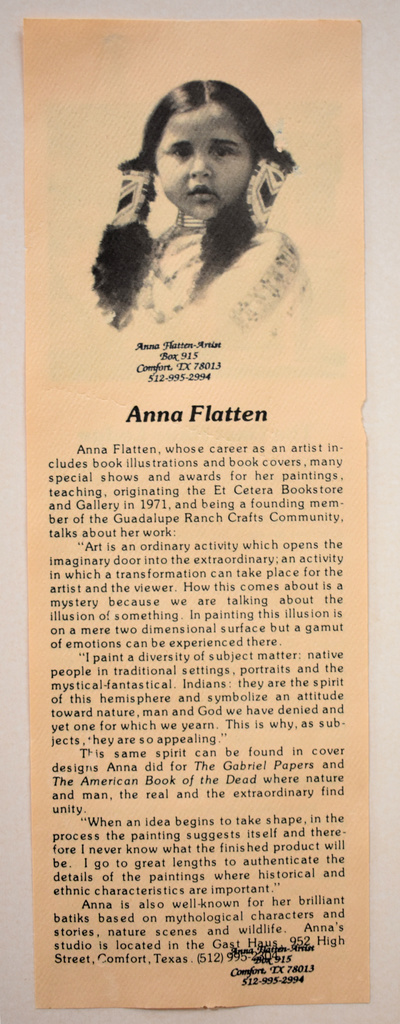 Anna Flatten-Artist
Box 915
Comfort, TX 78013
512-995-2994
Anna Flatten
Anna Flatten, whose career as an artist in-
cludes book illustrations and book covers, many
special shows and awards for her paintings,
teaching, originating the Et Cetera Bookstore
and Gallery in 1971, and being a founding mem-
ber of the Guadalupe Ranch Crafts Community,
talks about her work:
"Art is an ordinary activity which opens the
imaginary door into the extraordinary; an activity
in which a transformation can take place for the
artist and the viewer. How this comes about is a
mystery because we are talking about the
illusion of something. In painting this illusion is
on a mere two dimensional surface but a gamut
of emotions can be experienced there.
"I paint a diversity of subject matter: native
people in traditional settings, portraits and the
mystical-fantastical. Indians: they are the spirit
of this hemisphere and symbolize an attitude
toward nature, man and God we have denied and
yet one for which we yearn. This is why, as sub-
jects, they are so appealing."
This same spirit can be found in cover
designs Anna did for The Gabriel Papers and
The American Book of the Dead where nature
and man, the real and the extraordinary find
unity.
"When an idea begins to take shape, in the
process the painting suggests itself and there-
fore I never know what the finished product will
be. I go to great lengths to authenticate the
details of the paintings where historical and
ethnic characteristics are important."
Anna is also well-known for her brilliant
batiks based on mythological characters and
stories, nature scenes and wildlife. Anna's
studio is located in the Gast Haus, 952 High
Street, Comfort, Texas. (512)
Anna Flatten-Artist
Box 915
Comfort, TX 78013
512-995-2994